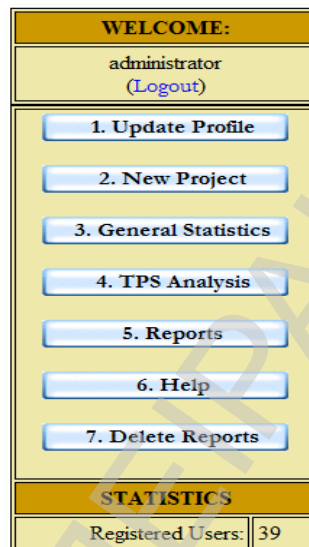 WELCOME:
administrator
(Logout)
1. Update Profile
2. New Project
3. General Statistics
4. TPS Analysis
5. Reports
6. Help
7. Delete Reports
STATISTICS
Registered Users: 39